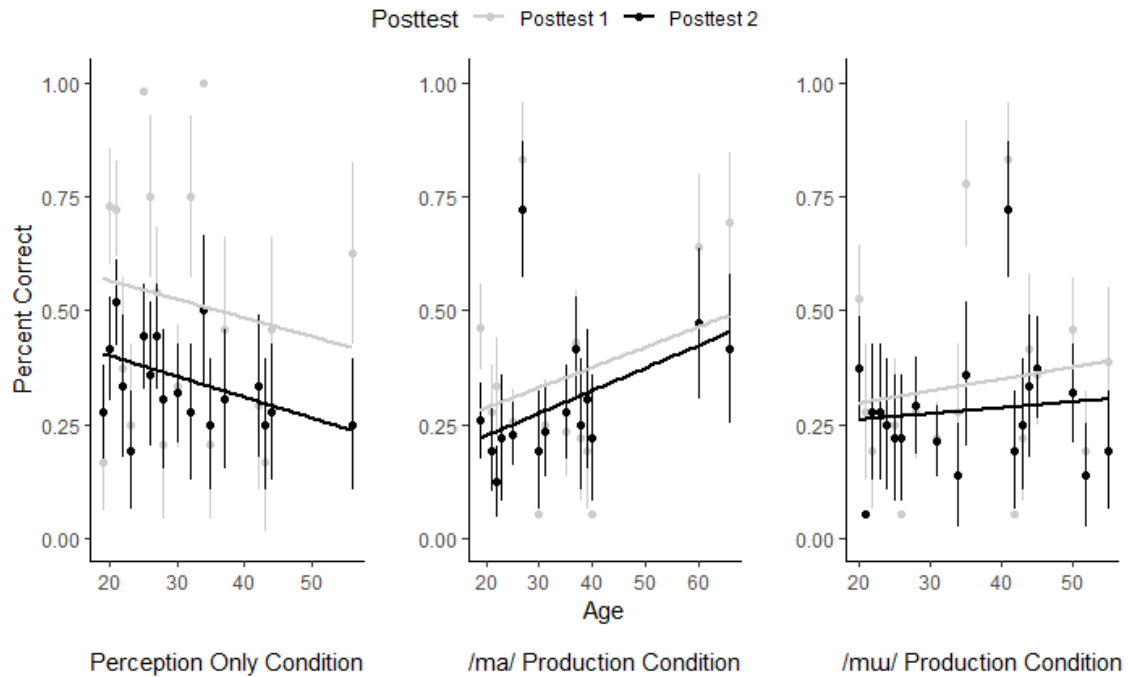 Posttest Posttest 1 Posttest 2
Percent Correct
1.00
0.75
0.50
0.25
0.00
20 30 40 50
1.00
0.75
0.50
0.25
0.00
20 30 40 50 60
1.00
0.75
0.50
0.25
0.00
20 30 40 50
Age
Perception Only Condition
/ma/ Production Condition
/mɯ/ Production Condition